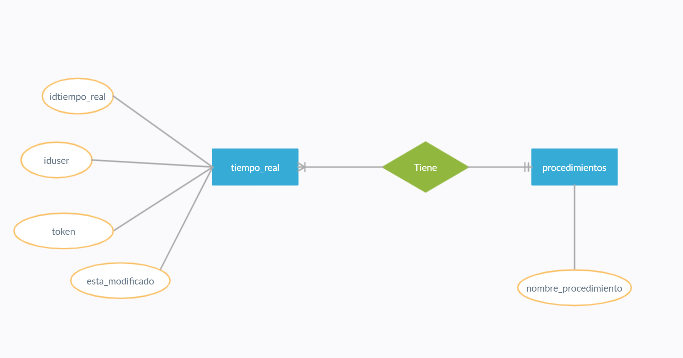 idtiempo_real
iduser
tiempo_real
Tiene
procedimientos
token
esta_modificado
nombre_procedimiento